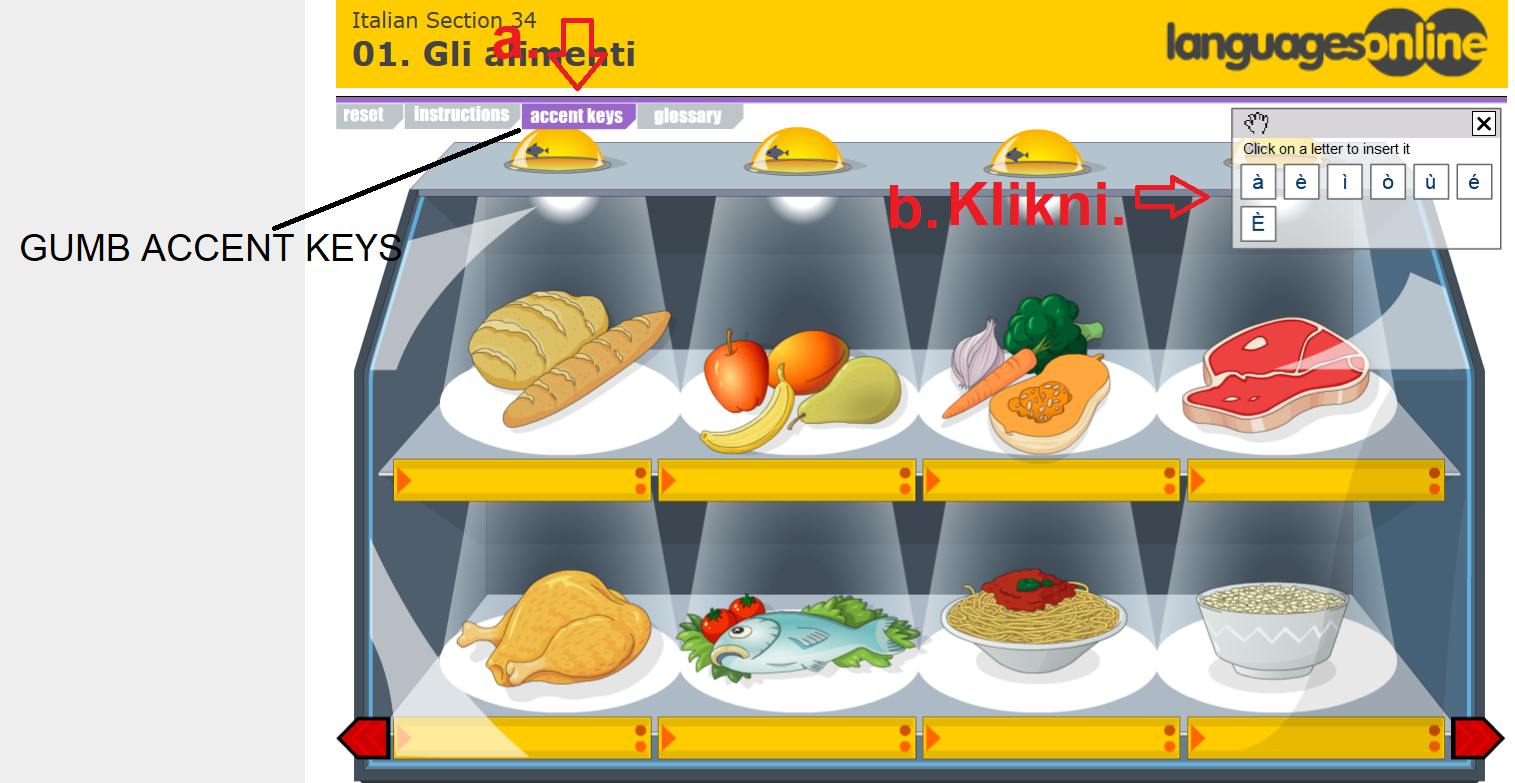 Italian Section 34
01. Gli alimenti
languagesonline
a.
reset instructions accent keys glossary
Click on a letter to insert it
à è ì ò ù é
È
b. Klikni.
GUMB ACCENT KEYS